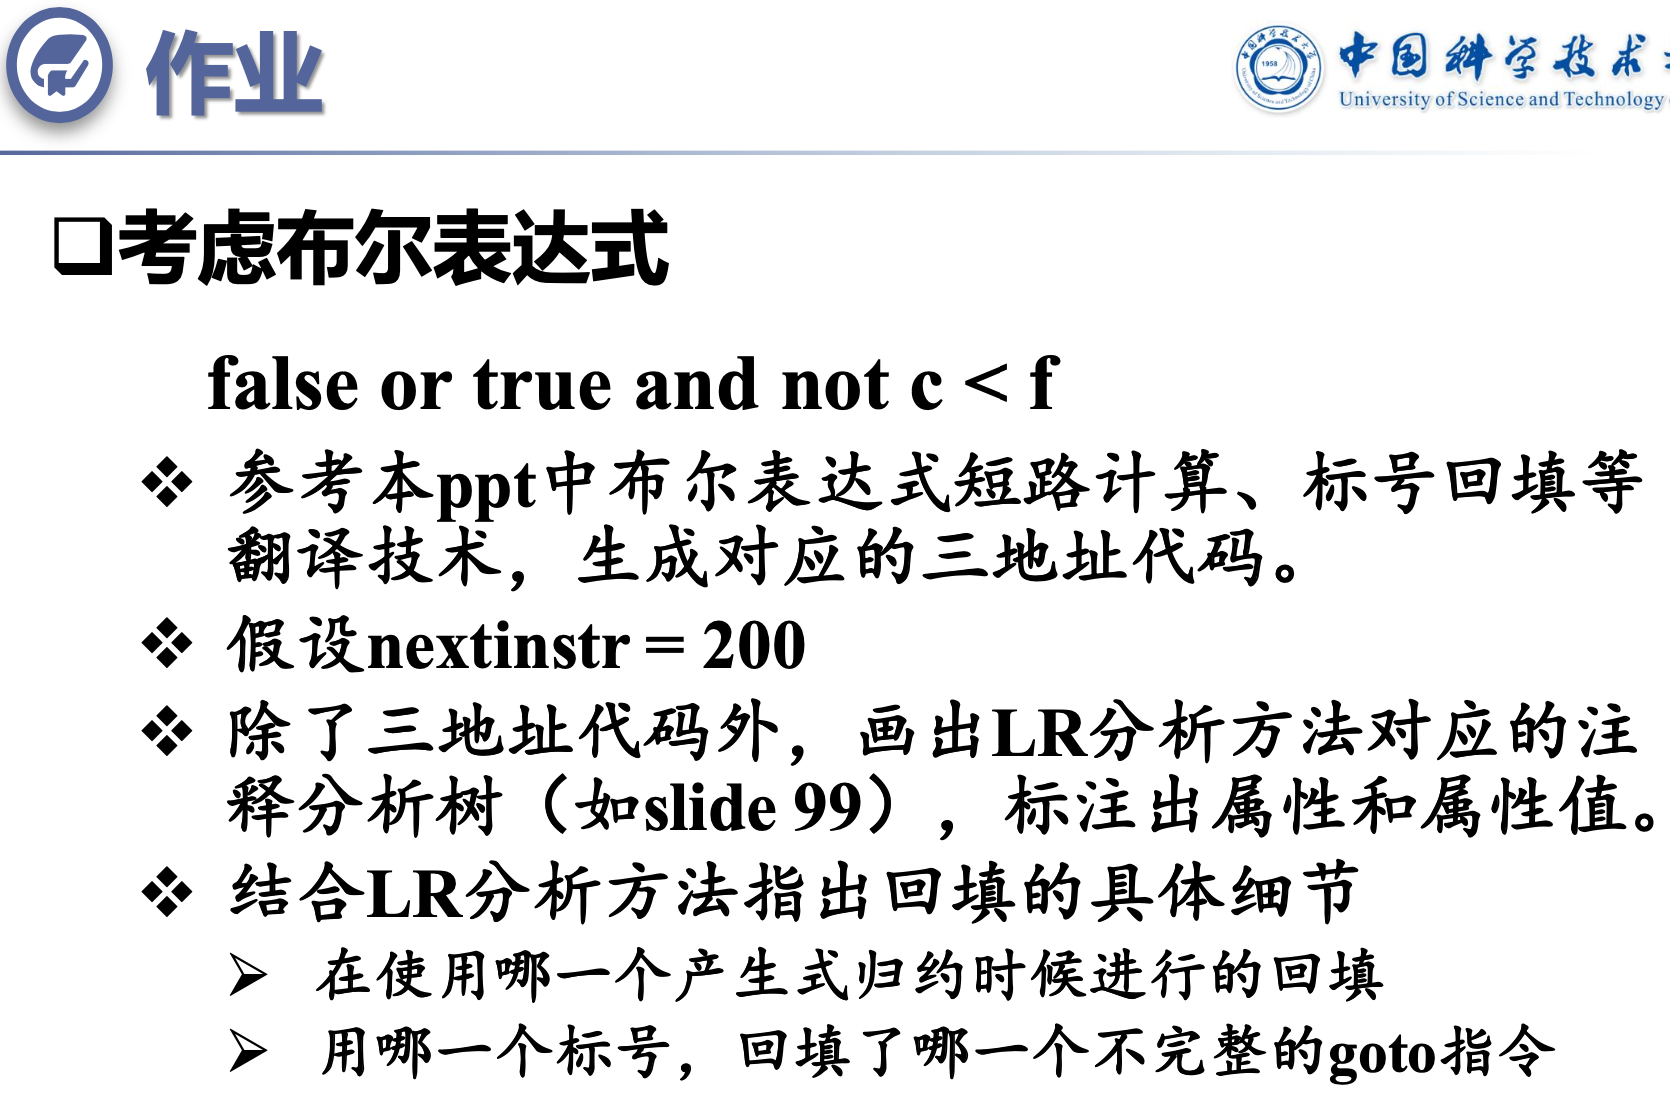 作业
中国科学技术
University of Science and Technology
1958
考虑布尔表达式
false or true and not c < f
参考本ppt中布尔表达式短路计算、标号回填等
翻译技术，生成对应的三地址代码。
假设nextinstr = 200
除了三地址代码外，画出LR分析方法对应的注
释分析树（如slide 99），标注出属性和属性值。
结合LR分析方法指出回填的具体细节
在使用哪一个产生式归约时候进行的回填
用哪一个标号，回填了哪一个不完整的goto指令